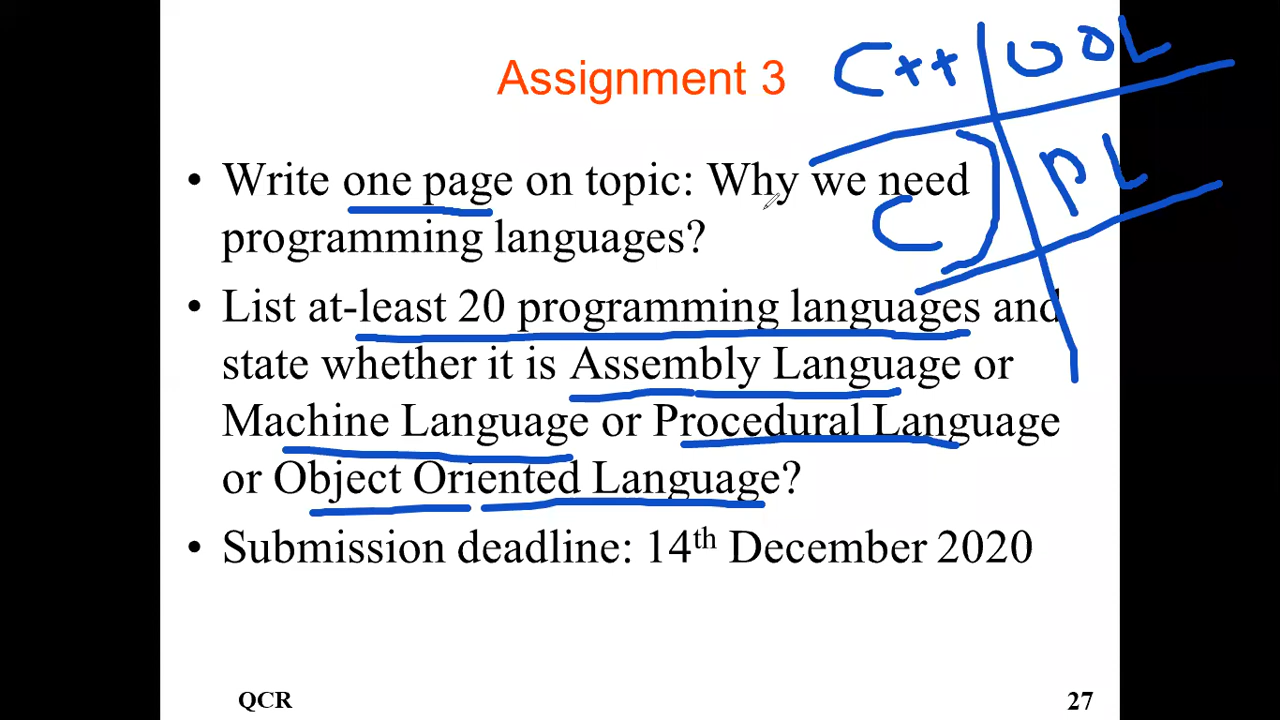 Assignment 3
C++ OOL
• Write one page on topic: Why we need
PL
programming languages?
C
• List at-least 20 programming languages and
state whether it is Assembly Language or
Machine Language or Procedural Language
or Object Oriented Language?
• Submission deadline: 14th December 2020
QCR
27